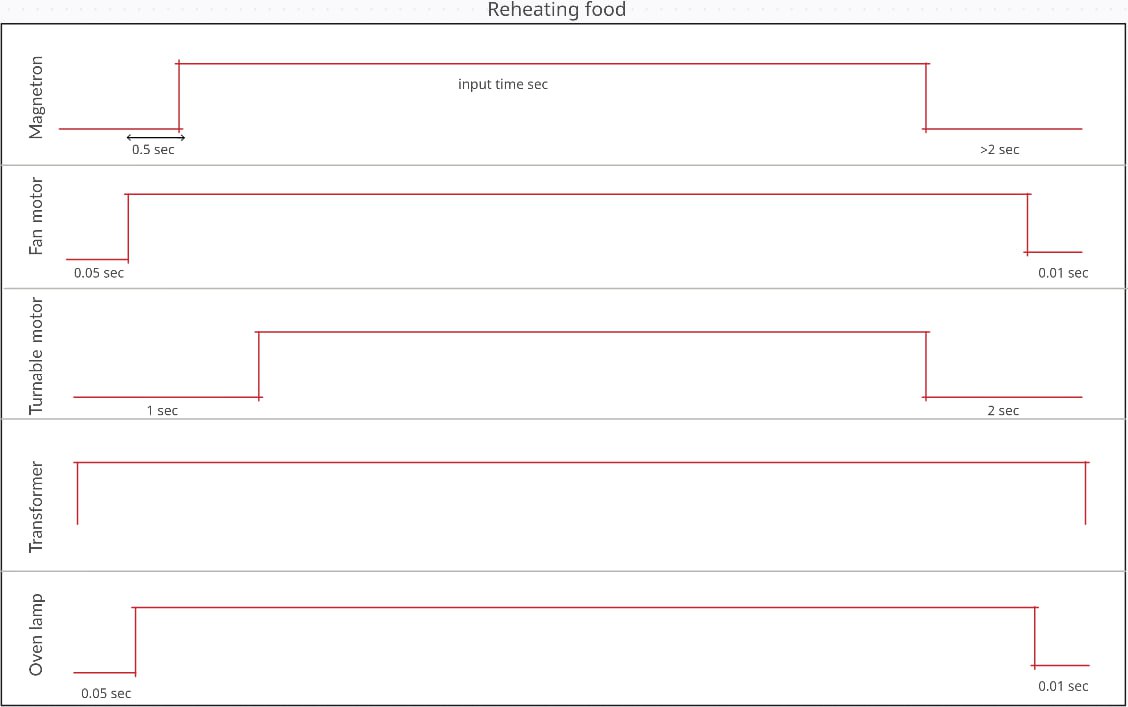 Reheating food
Magnetron
input time sec
0.5 sec
>2 sec
Fan motor
0.05 sec
0.01 sec
Turnable motor
1 sec
2 sec
Transformer
Oven lamp
0.05 sec
0.01 sec